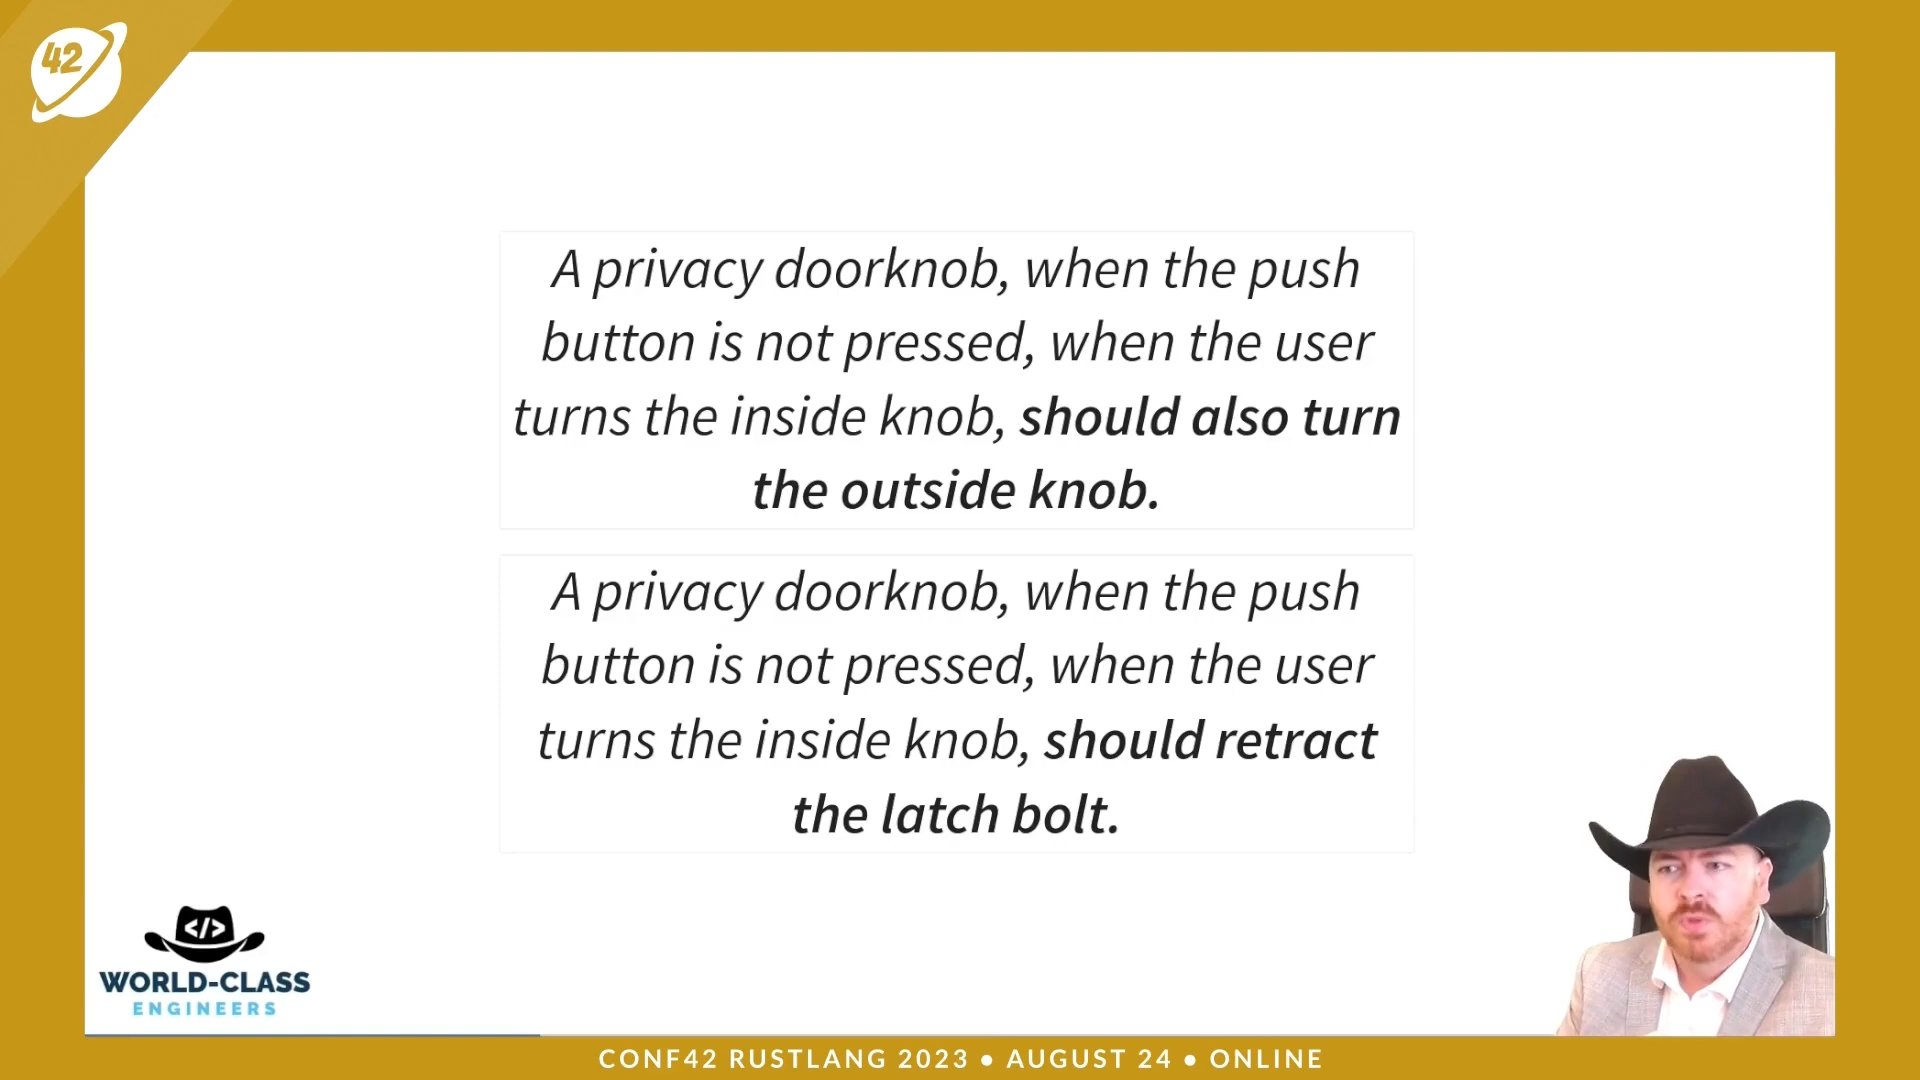 42
A privacy doorknob, when the push
button is not pressed, when the user
turns the inside knob, should also turn
the outside knob.
A privacy doorknob, when the push
button is not pressed, when the user
turns the inside knob, should retract
the latch bolt.
</>
WORLD-CLASS
ENGINEERS
CONF42 RUSTLANG 2023 • AUGUST 24 • ONLINE